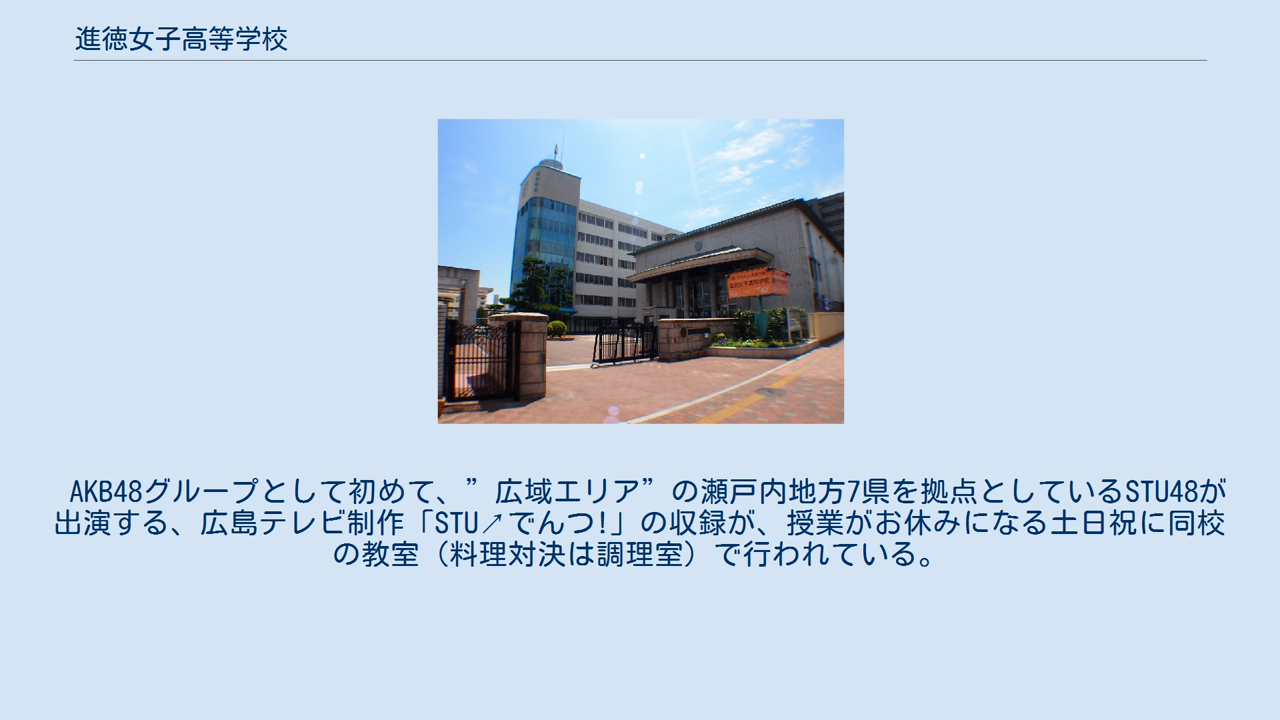 進徳女子高等学校
AKB48グループとして初めて、”広域エリア”の瀬戸内地方7県を拠点としているSTU48が
出演する、広島テレビ制作「STU↗でんつ!」の収録が、授業がお休みになる土日祝に同校
の教室（料理対決は調理室）で行われている。